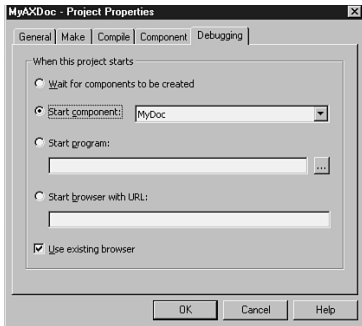 MyAXDoc - Project Properties
General Make Compile Component Debugging
When this project starts
Wait for components to be created
Start component: MyDoc
Start program:
...
Start browser with URL:
Use existing browser
OK Cancel Help